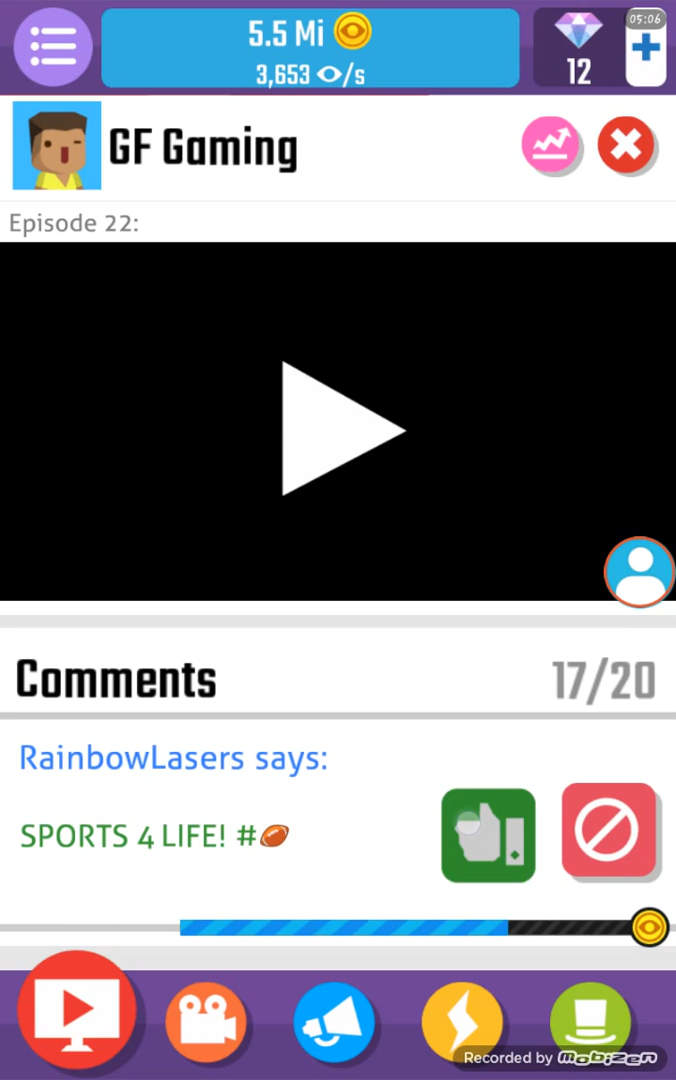 5.5 Mi
3,653 /s
12
05:06
GF Gaming
Episode 22:
Comments
17/20
RainbowLasers says:
SPORTS 4 LIFE! #🏈
Recorded by mobizen